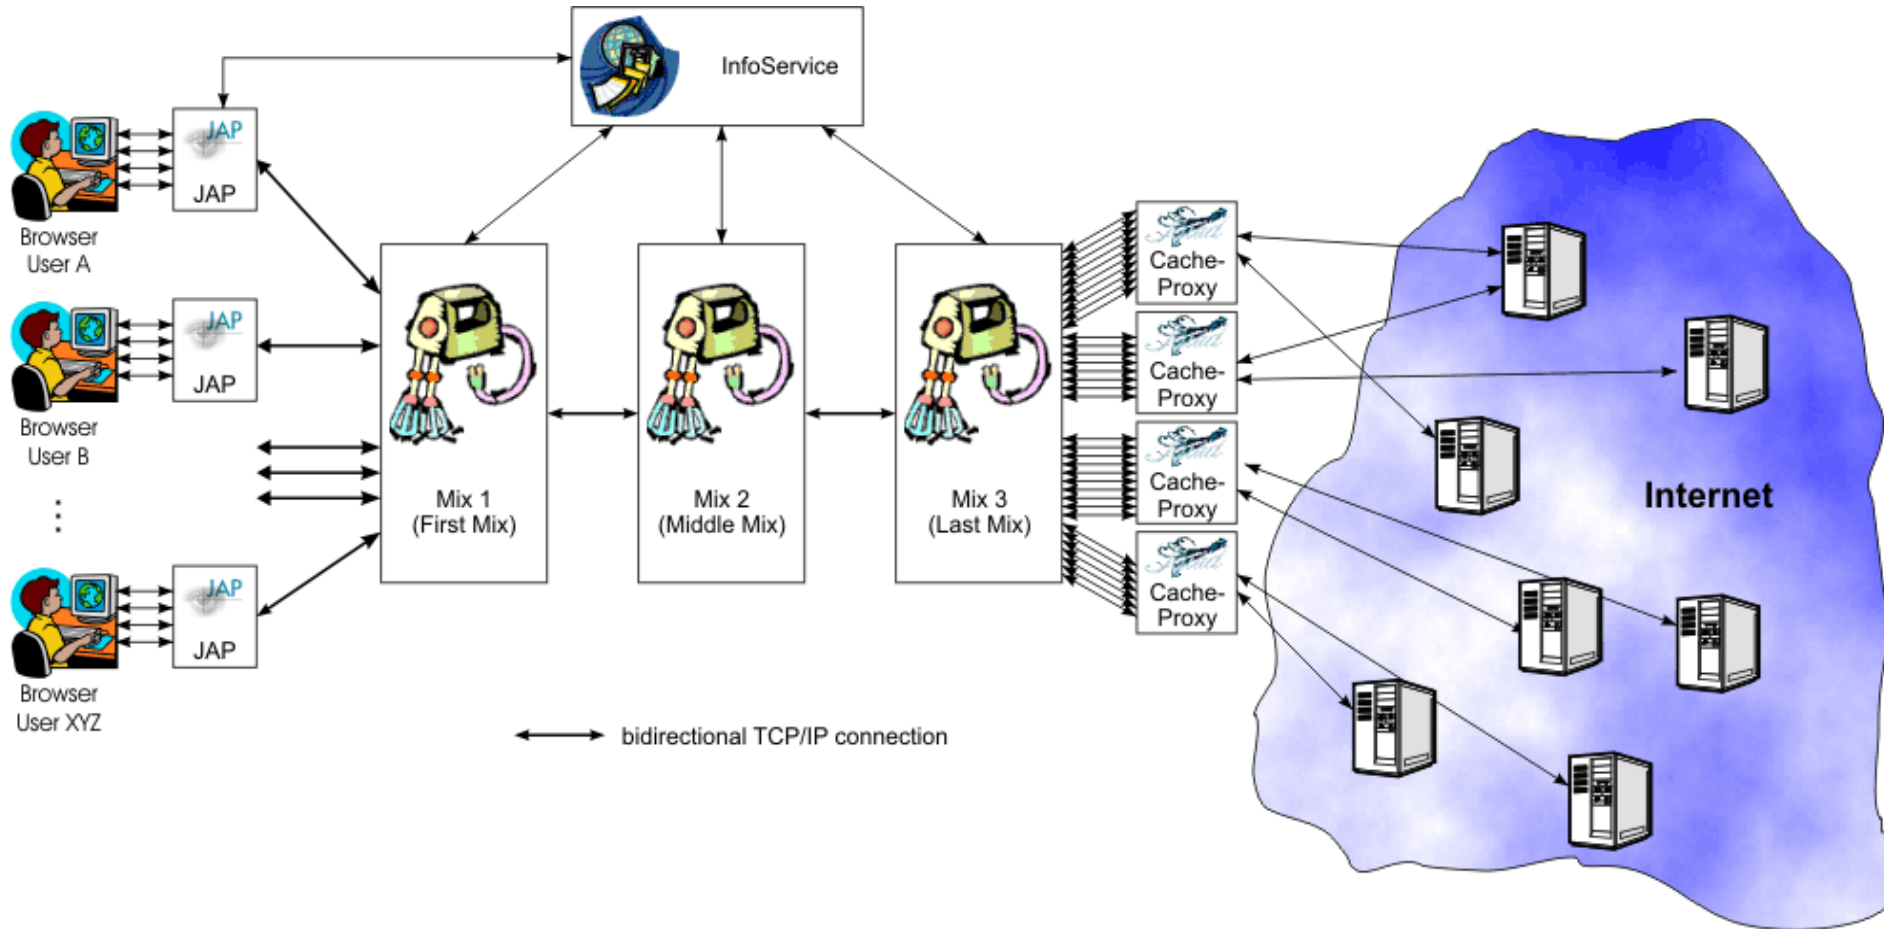 InfoService
JAP
JAP
Browser
User A
JAP
JAP
Browser
User B
⋮
JAP
JAP
Browser
User XYZ
Mix 1
(First Mix)
Mix 2
(Middle Mix)
Mix 3
(Last Mix)
Cache-
Proxy
Cache-
Proxy
Cache-
Proxy
Cache-
Proxy
Internet
bidirectional TCP/IP connection